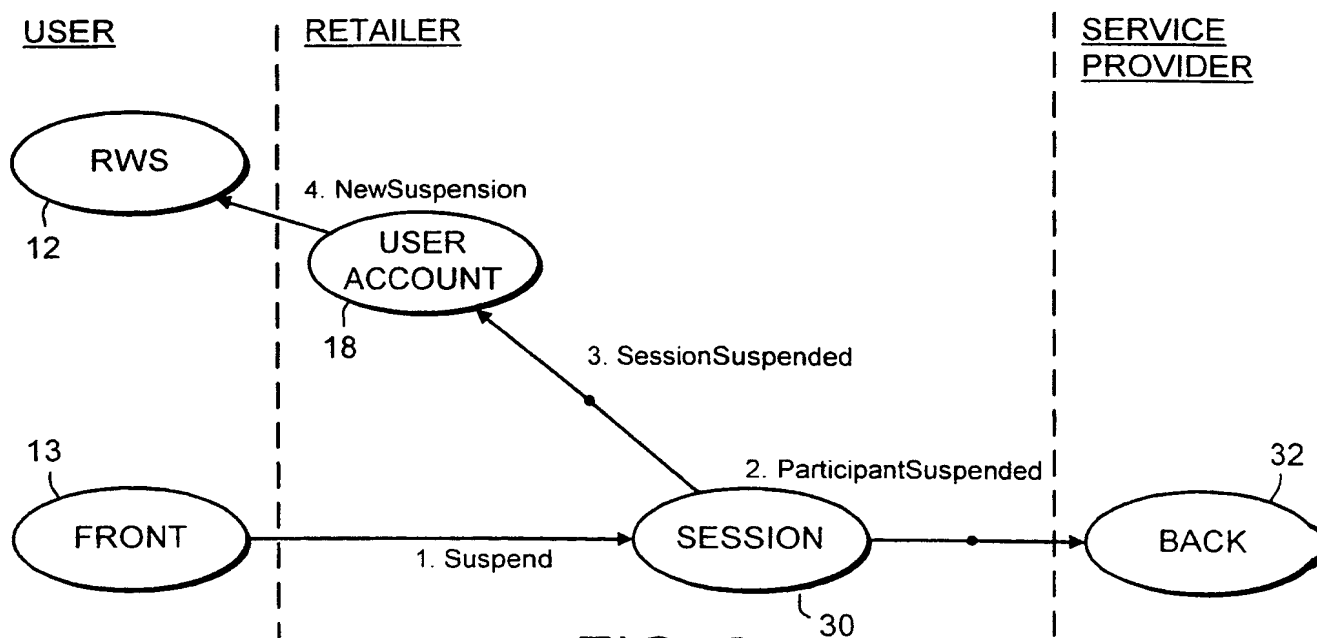 USER
RETAILER
SERVICE
PROVIDER
RWS
12
4. NewSuspension
USER
ACCOUNT
18
3. SessionSuspended
13
FRONT
1. Suspend
2. ParticipantSuspended
SESSION
30
32
BACK